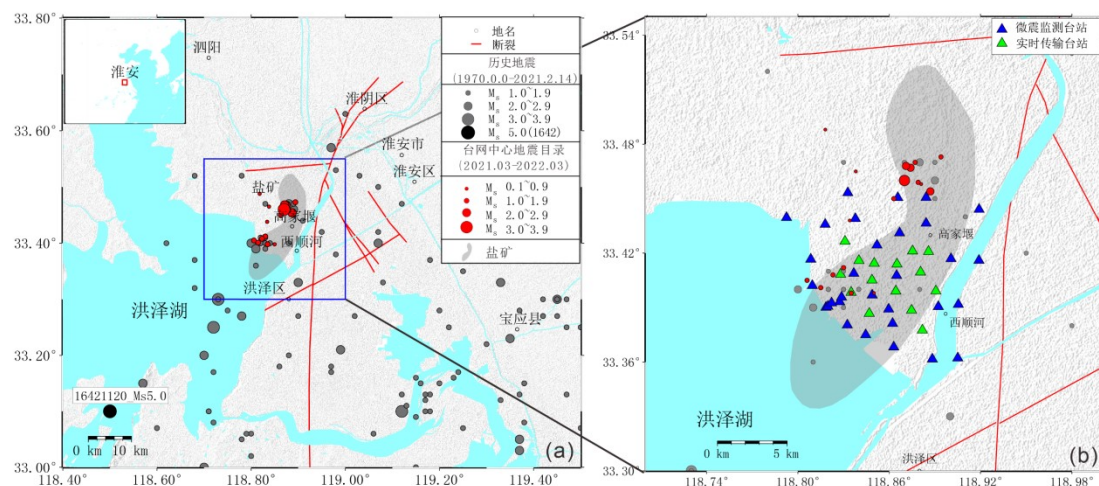 33.80
33.60
33.40
33.20
33.00
118.40
118.60
118.80
119.00
119.20
119.40
淮安
泗阳
淮阴区
淮安市
淮安区
盐矿
高家堰
西顺河
洪泽区
洪泽湖
宝应县
16421120_Ms5.0
0 km 10 km
(a)
地名
断裂
历史地震
(1970.0.0-2021.2.14)
Ms 1.0~1.9
Ms 2.0~2.9
Ms 3.0~3.9
Ms 5.0(1642)
台网中心地震目录
(2021.03-2022.03)
Ms 0.1~0.9
Ms 1.0~1.9
Ms 2.0~2.9
Ms 3.0~3.9
盐矿
33.54
33.48
33.42
33.36
33.30
118.74
118.80
118.86
118.92
118.98
微震监测台站
实时传输台站
高家堰
西顺河
洪泽湖
洪泽区
0 km 5 km
(b)